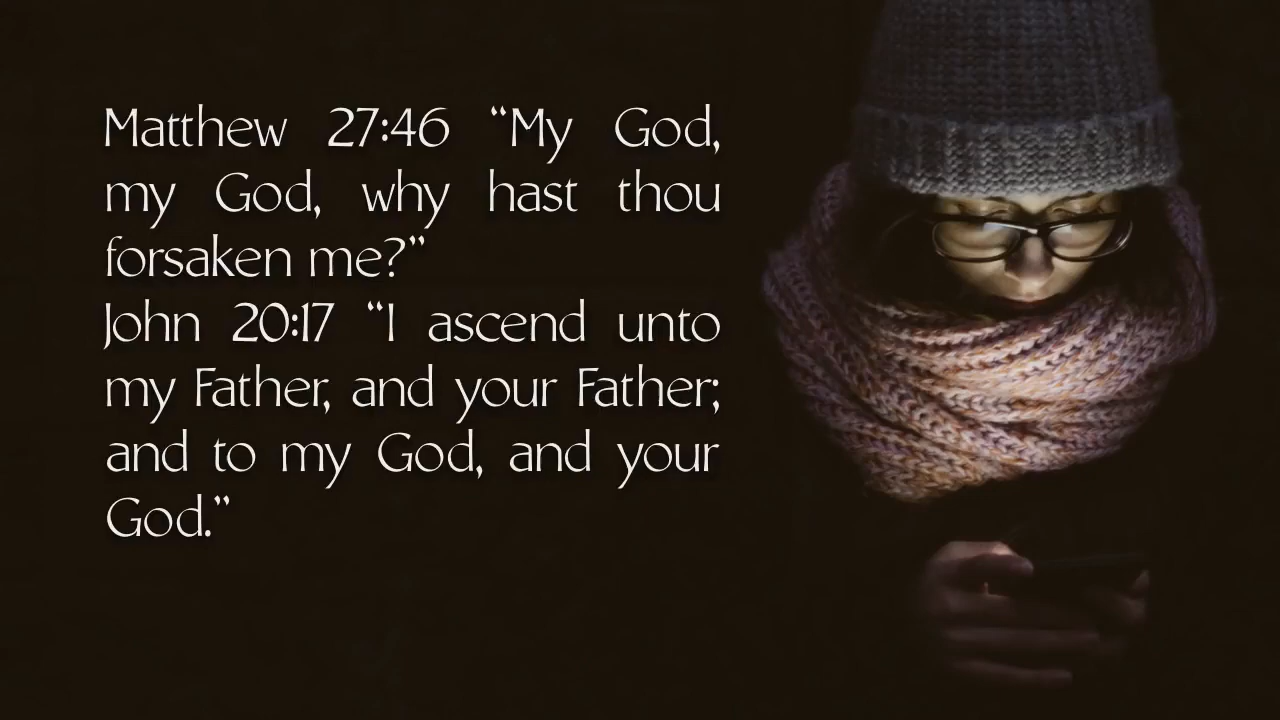 Matthew 27:46 “My God,
my God, why hast thou
forsaken me?”
John 20:17 “I ascend unto
my Father, and your Father;
and to my God, and your
God.”